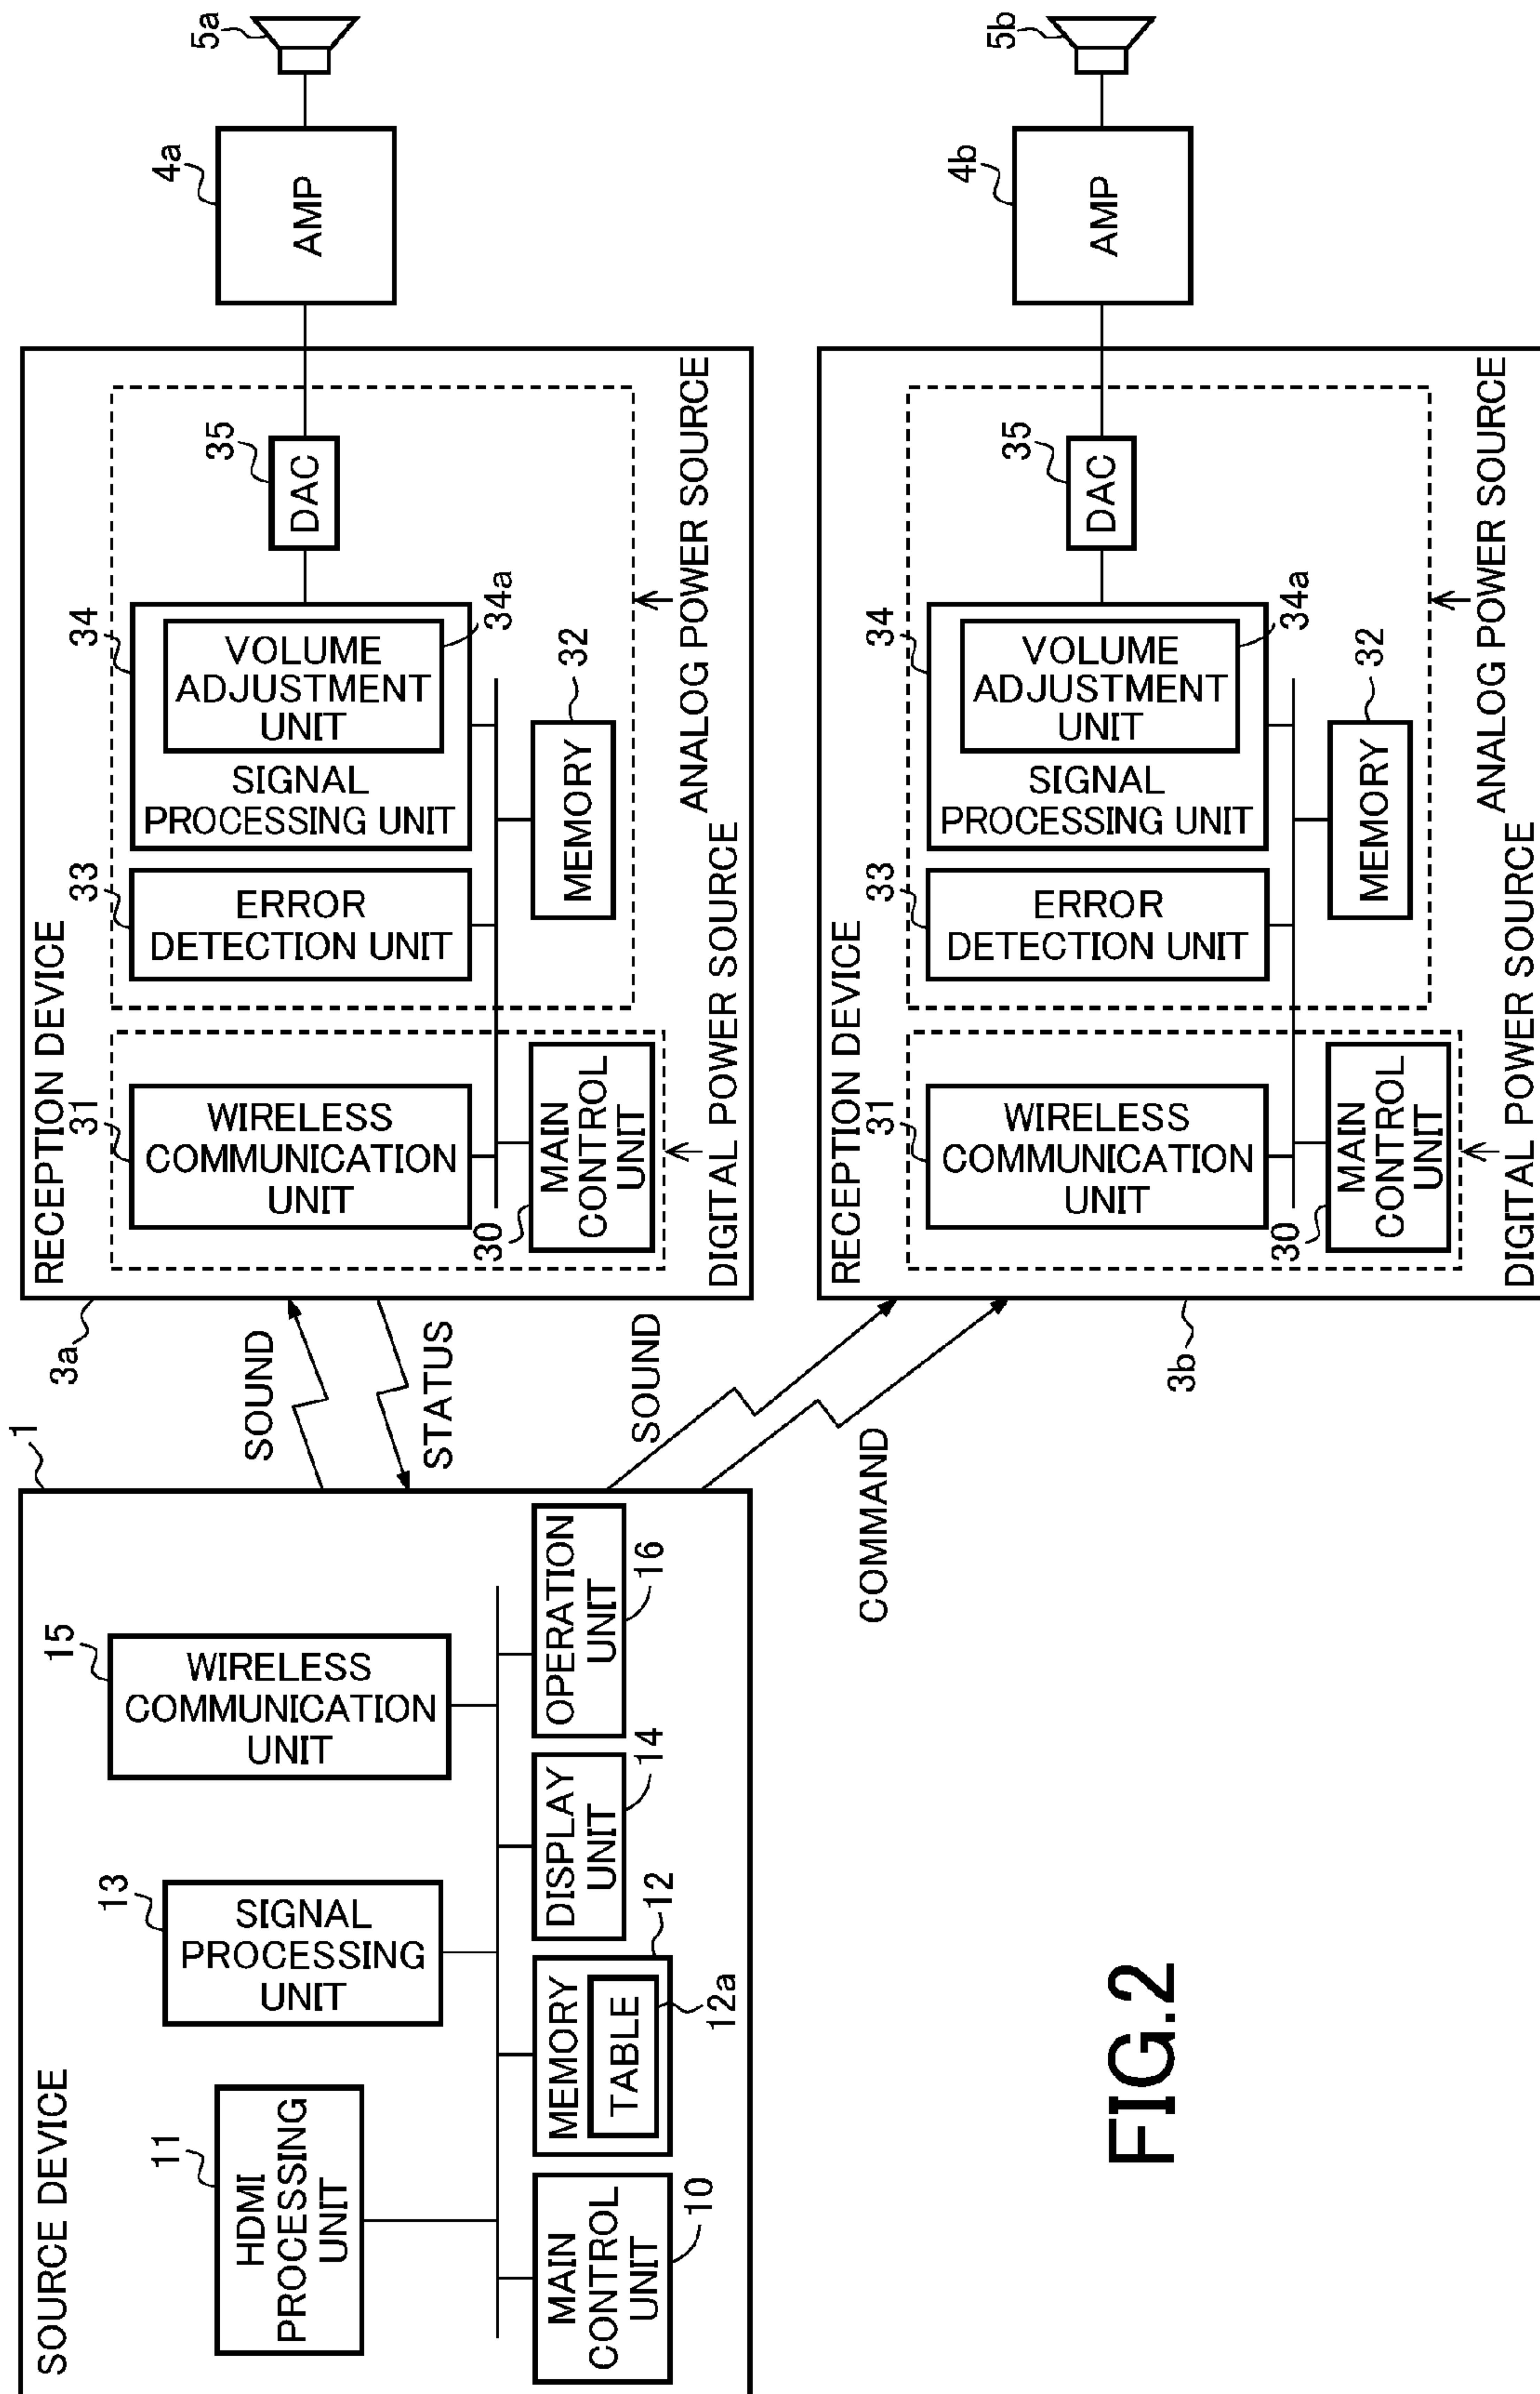 SOURCE DEVICE
1
11
HDMI
PROCESSING
UNIT
13
SIGNAL
PROCESSING
UNIT
15
WIRELESS
COMMUNICATION
UNIT
MAIN
CONTROL
UNIT
10
MEMORY
TABLE
12
12a
DISPLAY
UNIT
14
OPERATION
UNIT
16
SOUND
STATUS
SOUND
COMMAND
3a
RECEPTION DEVICE
31
WIRELESS
COMMUNICATION
UNIT
30
MAIN
CONTROL
UNIT
33
ERROR
DETECTION UNIT
34
VOLUME
ADJUSTMENT
UNIT
34a
SIGNAL
PROCESSING UNIT
MEMORY
32
35
DAC
DIGITAL POWER SOURCE
ANALOG POWER SOURCE
4a
AMP
5a
3b
RECEPTION DEVICE
31
WIRELESS
COMMUNICATION
UNIT
30
MAIN
CONTROL
UNIT
33
ERROR
DETECTION UNIT
34
VOLUME
ADJUSTMENT
UNIT
34a
SIGNAL
PROCESSING UNIT
MEMORY
32
35
DAC
DIGITAL POWER SOURCE
ANALOG POWER SOURCE
4b
AMP
5b
FIG.2